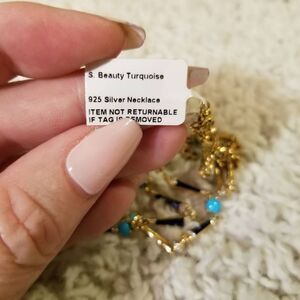 S. Beauty Turquoise
925 Silver Necklace
ITEM NOT RETURNABLE
IF TAG IS REMOVED